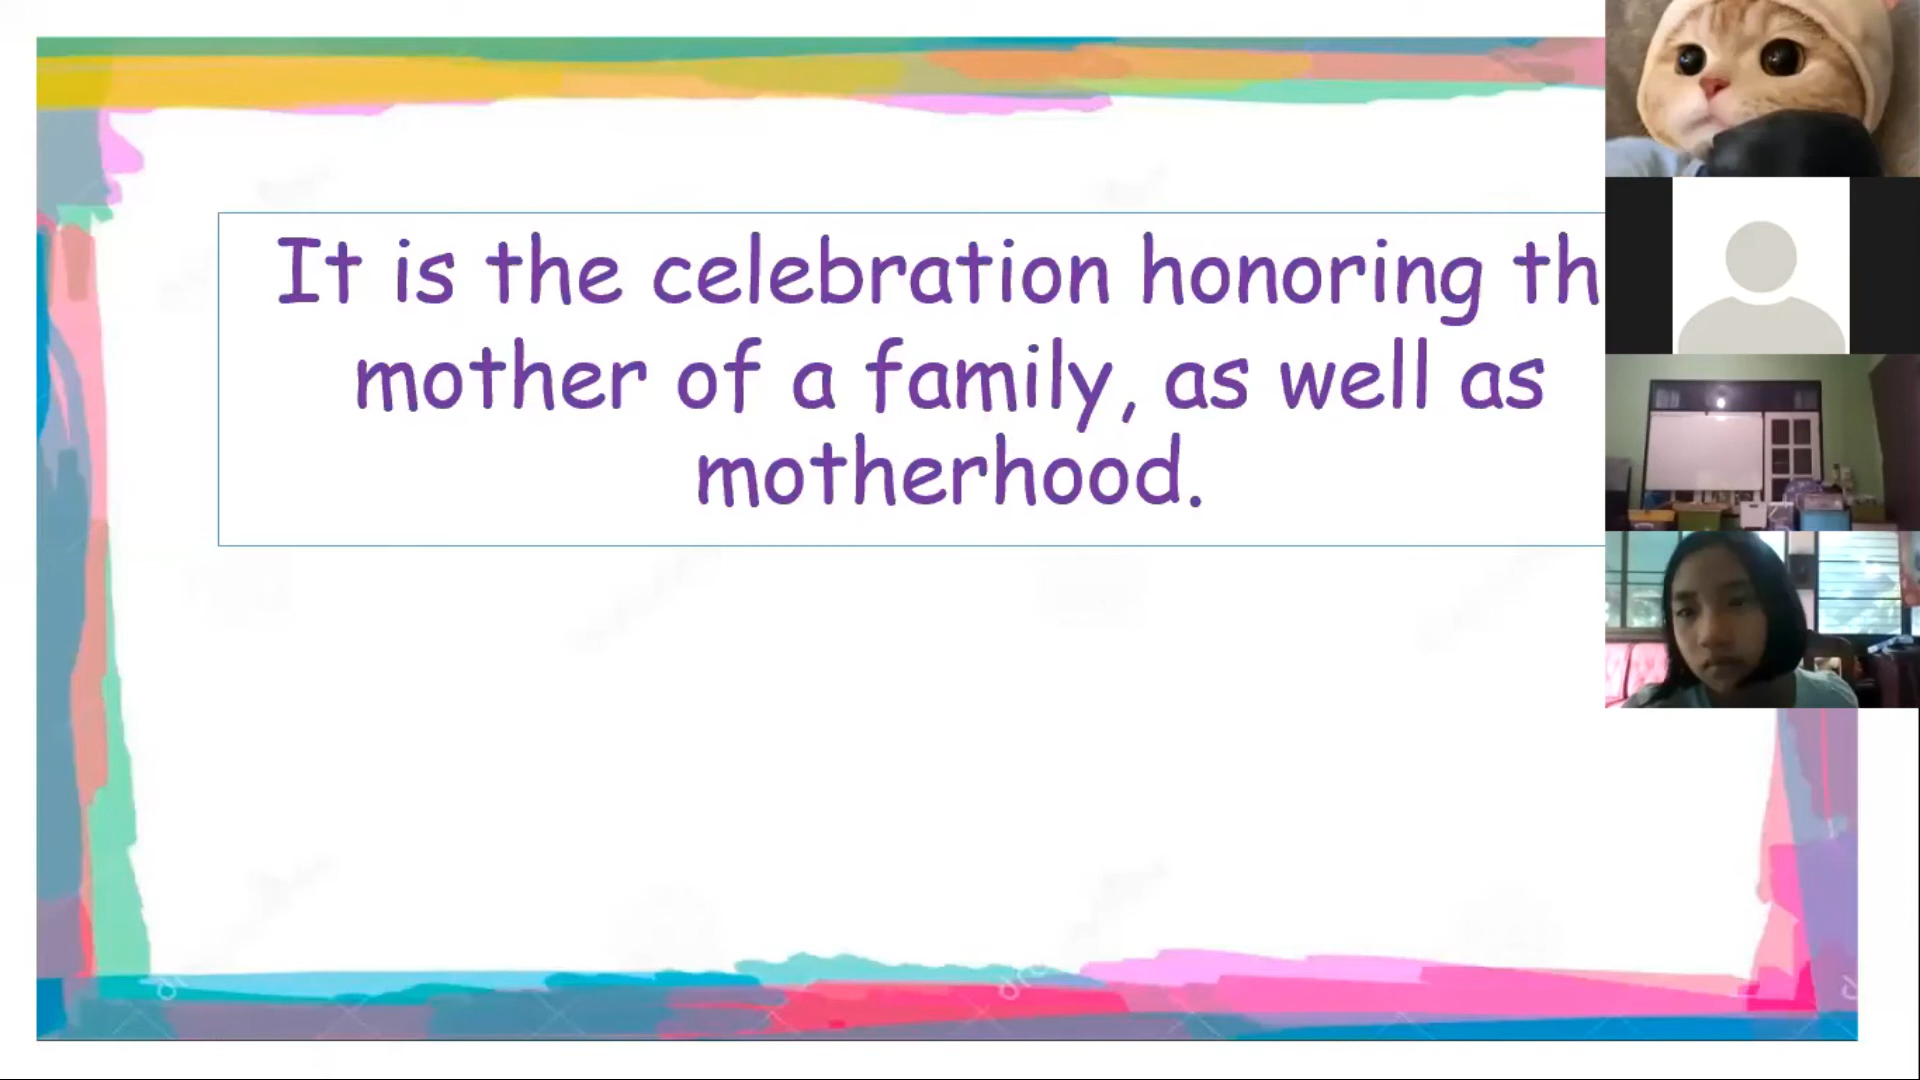 It is the celebration honoring th
mother of a family, as well as
motherhood.